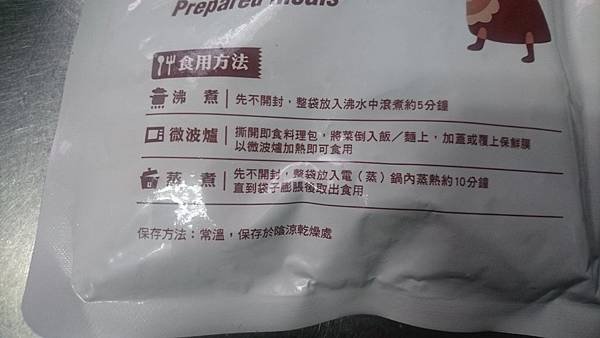 Prepared meals
食用方法
沸煮 先不開封，整袋放入沸水中滾煮約5分鐘
微波爐 撕開即食料理包，將菜倒入飯／麵上，加蓋或覆上保鮮膜
以微波爐加熱即可食用
蒸煮 先不開封，整袋放入電（蒸）鍋內蒸熱約10分鐘
直到袋子膨脹後取出食用
保存方法：常溫，保存於陰涼乾燥處